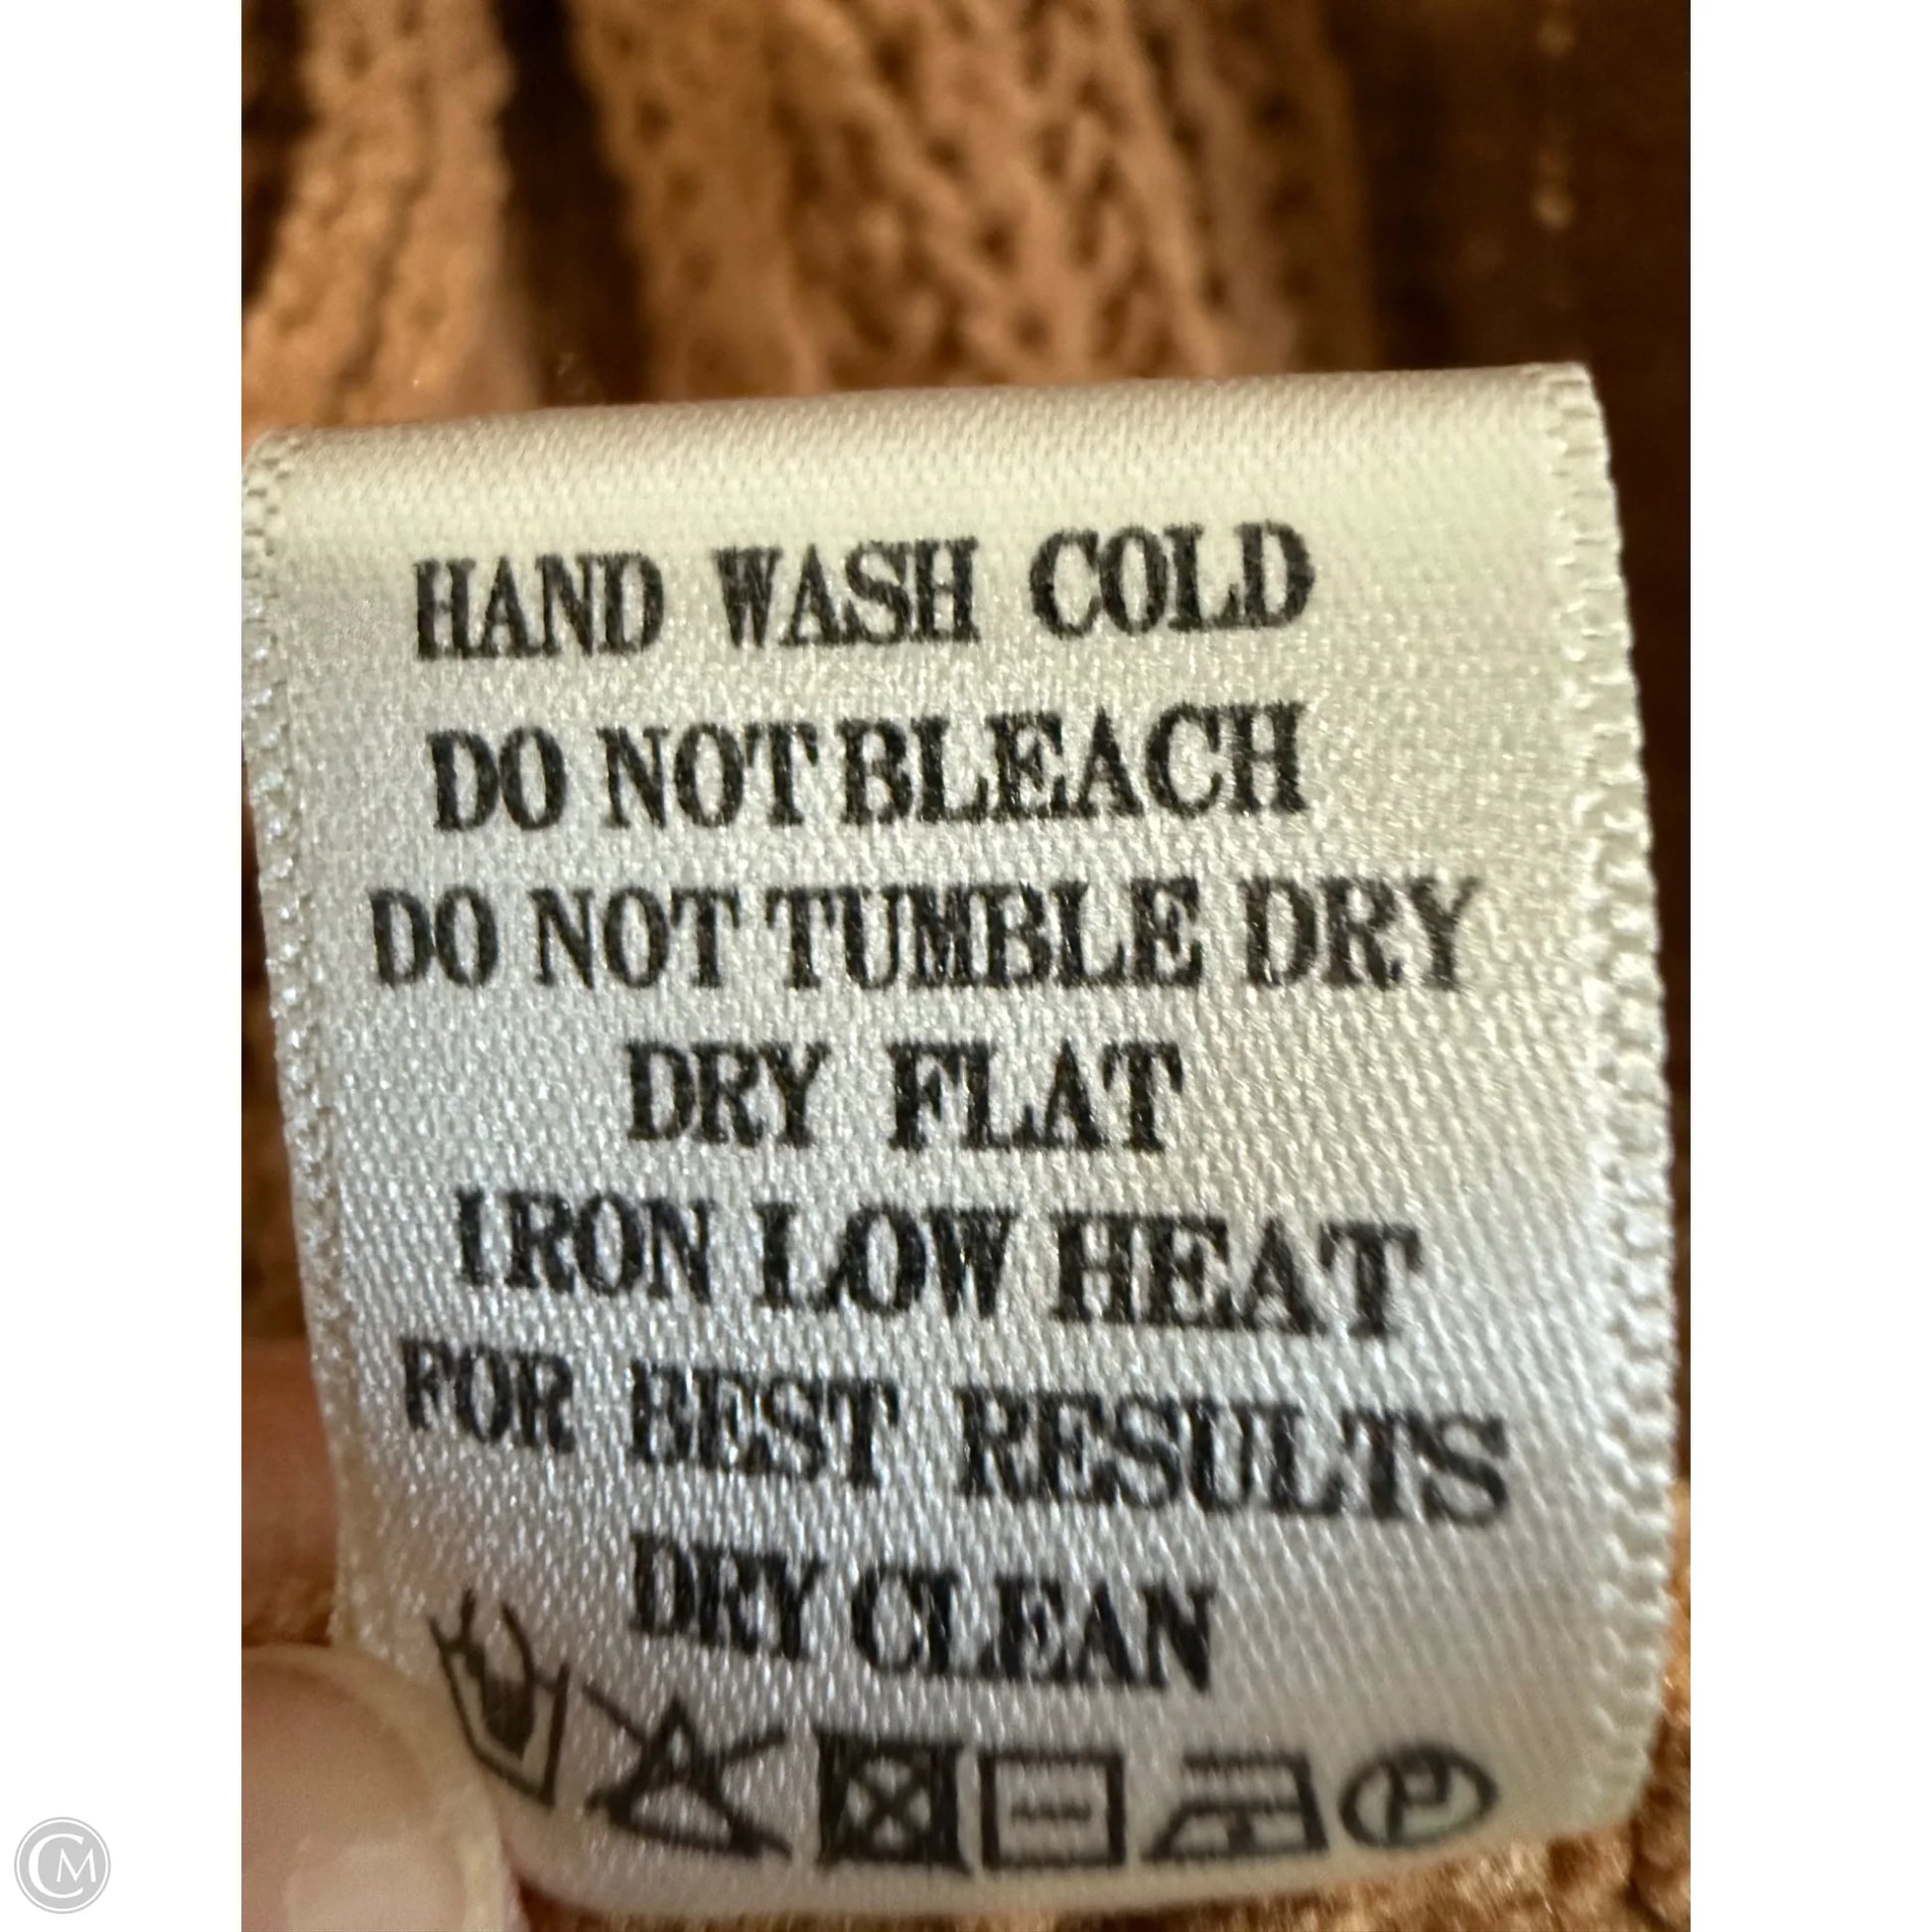 HAND WASH COLD
DO NOT BLEACH
DO NOT TUMBLE DRY
DRY FLAT
IRON LOW HEAT
FOR BEST RESULTS
DRY CLEAN
P
CM